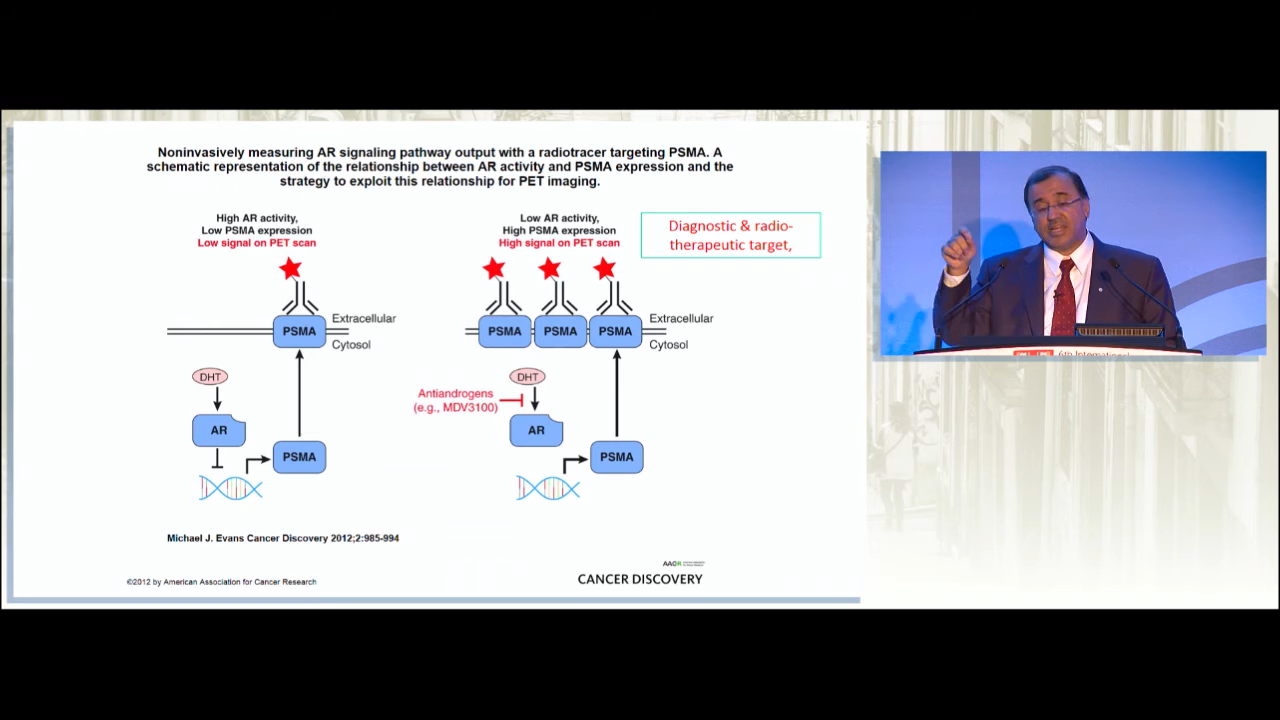 Noninvasively measuring AR signaling pathway output with a radiotracer targeting PSMA. A
schematic representation of the relationship between AR activity and PSMA expression and the
strategy to exploit this relationship for PET imaging.
High AR activity,
Low PSMA expression
Low signal on PET scan
PSMA
Extracellular
Cytosol
DHT
AR
PSMA
Low AR activity,
High PSMA expression
High signal on PET scan
Diagnostic & radio-
therapeutic target,
PSMA
PSMA
PSMA
Extracellular
Cytosol
Antiandrogens
(e.g., MDV3100)
DHT
AR
PSMA
Michael J. Evans Cancer Discovery 2012;2:985-994
©2012 by American Association for Cancer Research
AACR
CANCER DISCOVERY
6th International